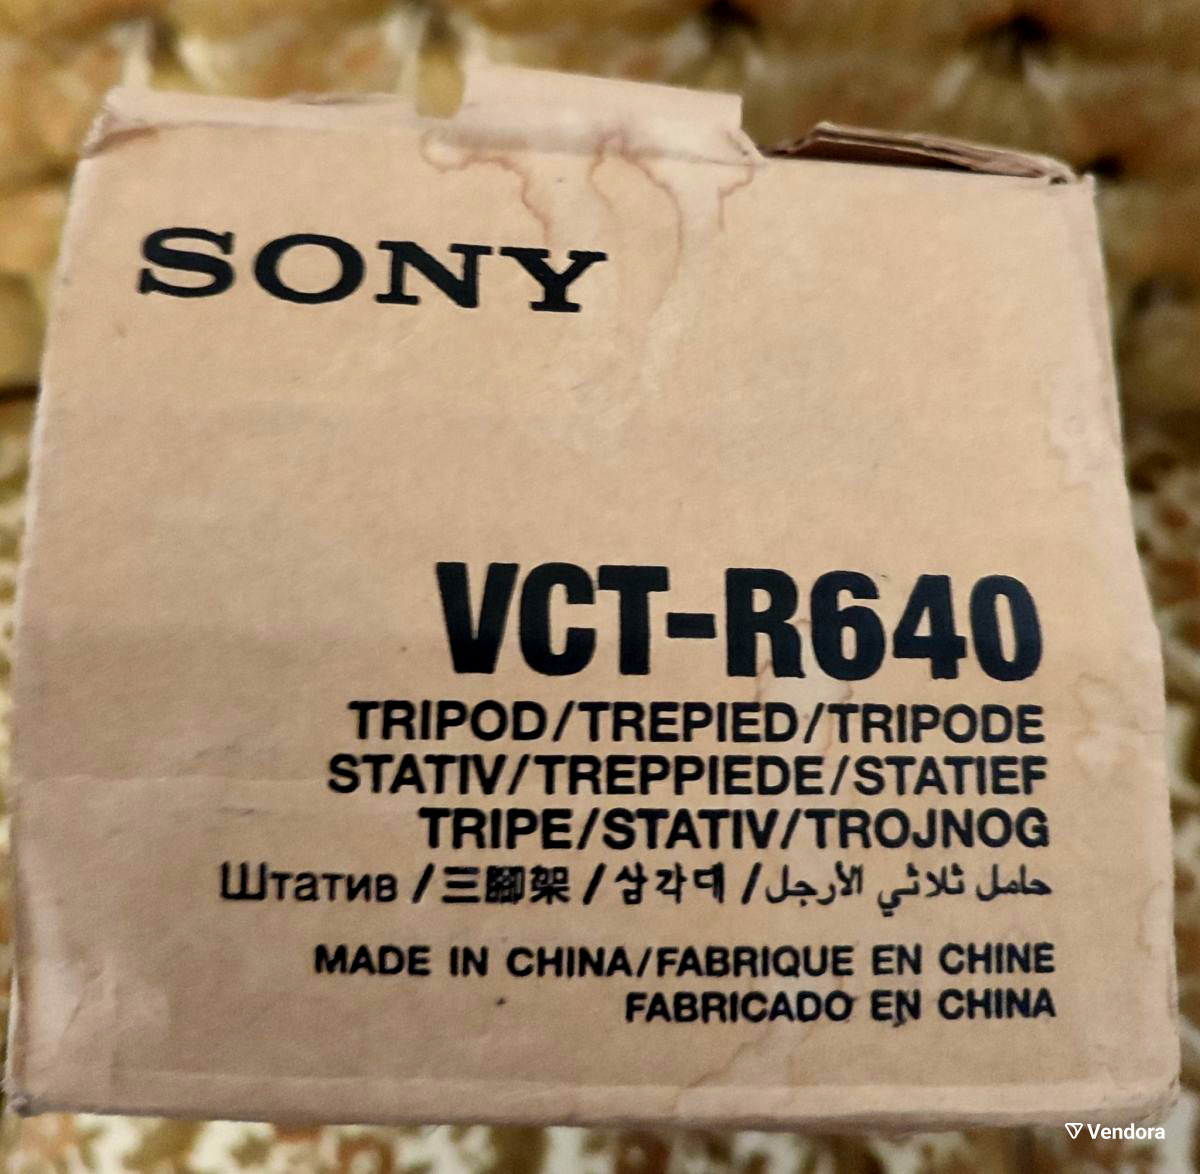 SONY
VCT-R640
TRIPOD/TREPIED/TRIPODE
STATIV/TREPPIEDE/STATIEF
TRIPE/STATIV/TROJNOG
Штатив/三腳架/삼각대/حامل ثلاثي الأرجل
MADE IN CHINA/FABRIQUE EN CHINE
FABRICADO EN CHINA
Vendora